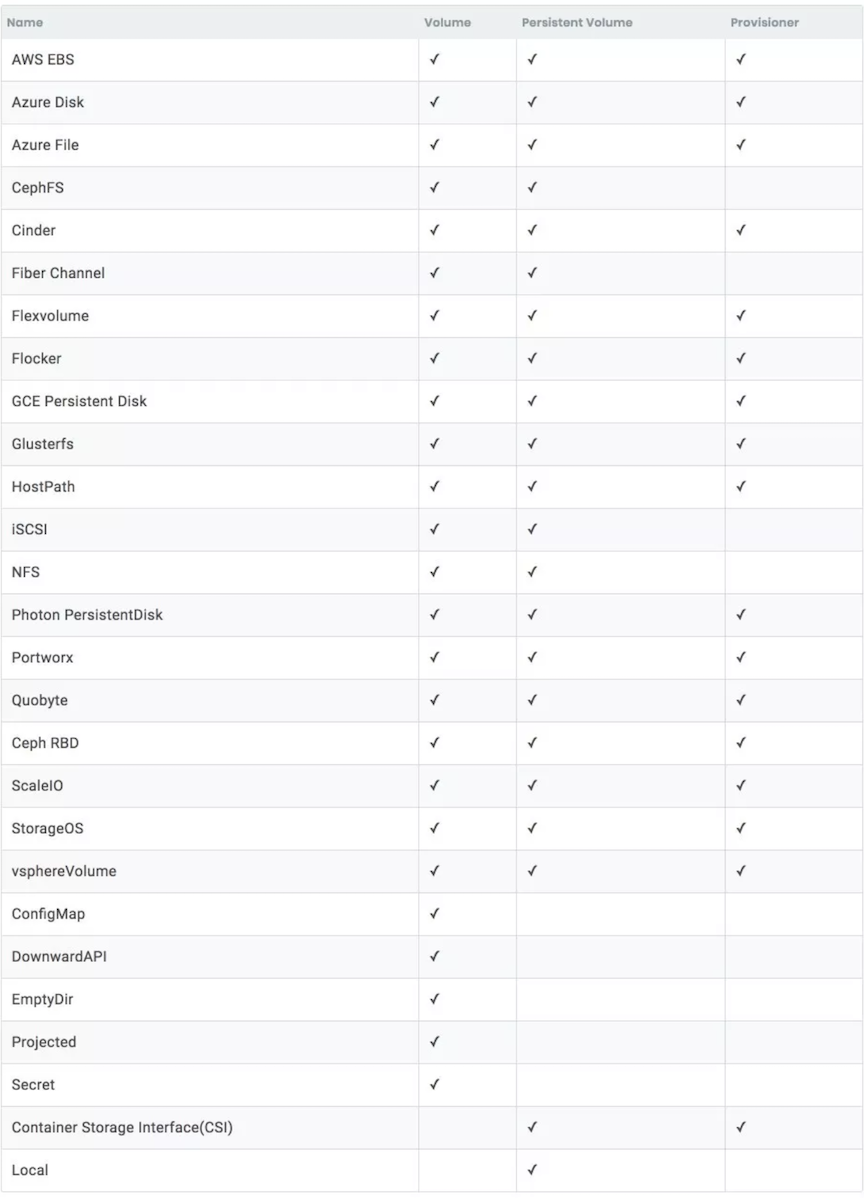 Name Volume Persistent Volume Provisioner
AWS EBS ✓ ✓ ✓
Azure Disk ✓ ✓ ✓
Azure File ✓ ✓ ✓
CephFS ✓ ✓
Cinder ✓ ✓ ✓
Fiber Channel ✓ ✓
Flexvolume ✓ ✓ ✓
Flocker ✓ ✓ ✓
GCE Persistent Disk ✓ ✓ ✓
Glusterfs ✓ ✓ ✓
HostPath ✓ ✓ ✓
iSCSI ✓ ✓
NFS ✓ ✓
Photon PersistentDisk ✓ ✓ ✓
Portworx ✓ ✓ ✓
Quobyte ✓ ✓ ✓
Ceph RBD ✓ ✓ ✓
ScaleIO ✓ ✓ ✓
StorageOS ✓ ✓ ✓
vsphereVolume ✓ ✓ ✓
ConfigMap ✓
DownwardAPI ✓
EmptyDir ✓
Projected ✓
Secret ✓
Container Storage Interface(CSI) ✓ ✓
Local ✓